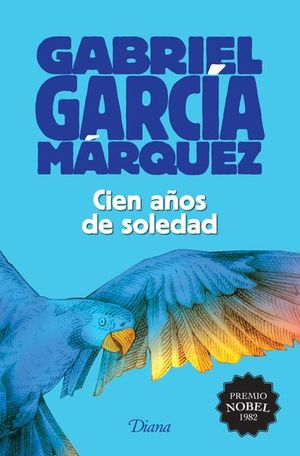 GABRIEL
GARCÍA
MÁRQUEZ
Cien años
de soledad
PREMIO
NOBEL
1982
Diana